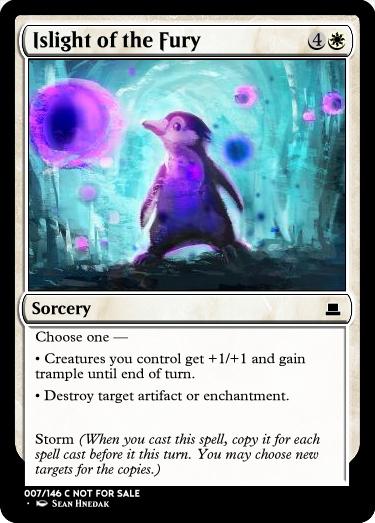 Islight of the Fury 4
Sorcery
Choose one —
• Creatures you control get +1/+1 and gain
trample until end of turn.
• Destroy target artifact or enchantment.
Storm (When you cast this spell, copy it for each
spell cast before it this turn. You may choose new
targets for the copies.)
007/146 C NOT FOR SALE
• Sean Hnedak